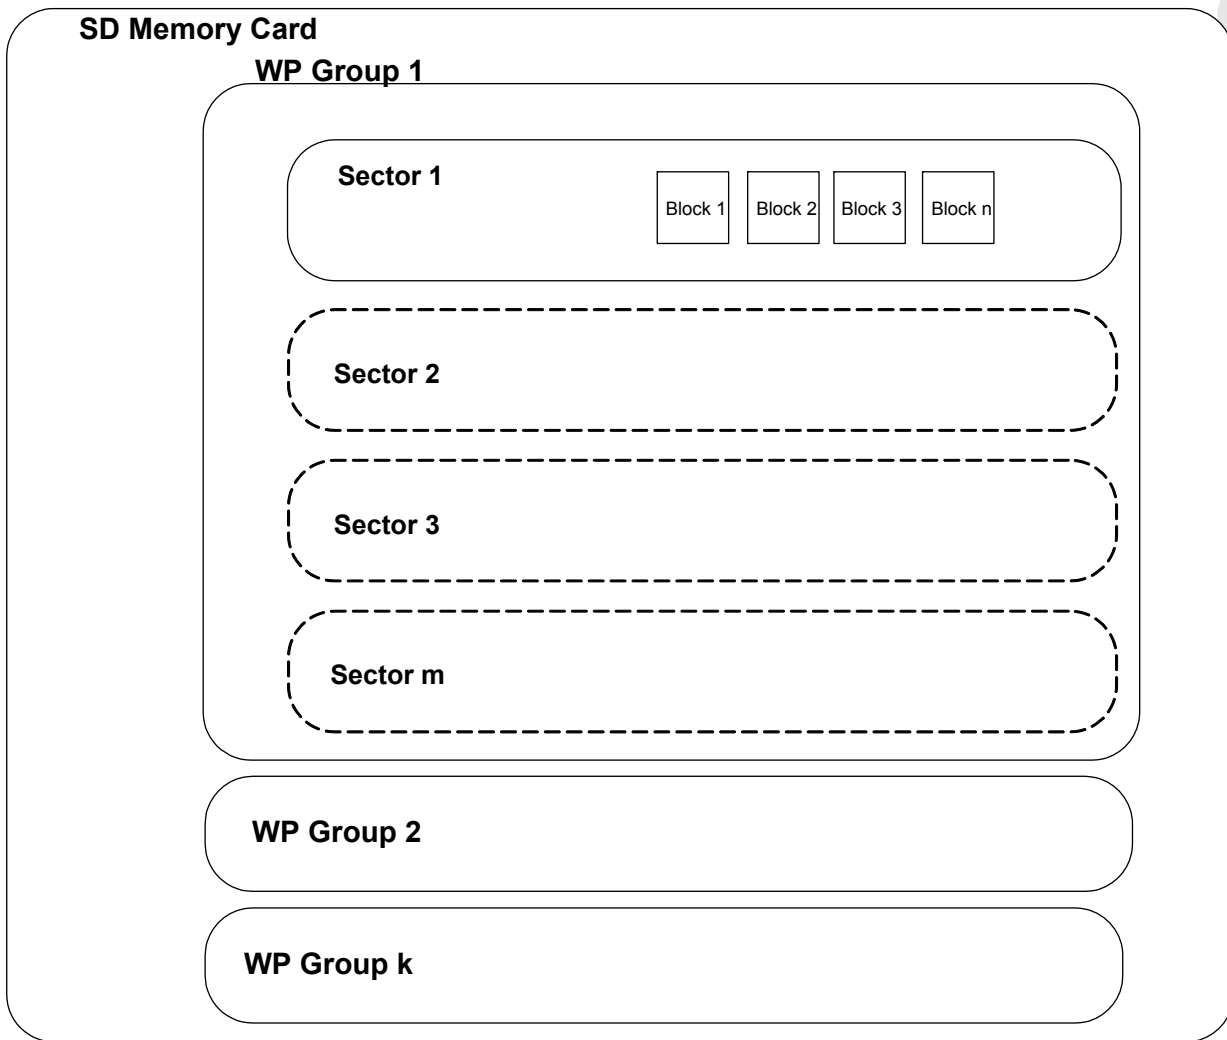 SD Memory Card
WP Group 1
Sector 1
Block 1 Block 2 Block 3 Block n
Sector 2
Sector 3
Sector m
WP Group 2
WP Group k